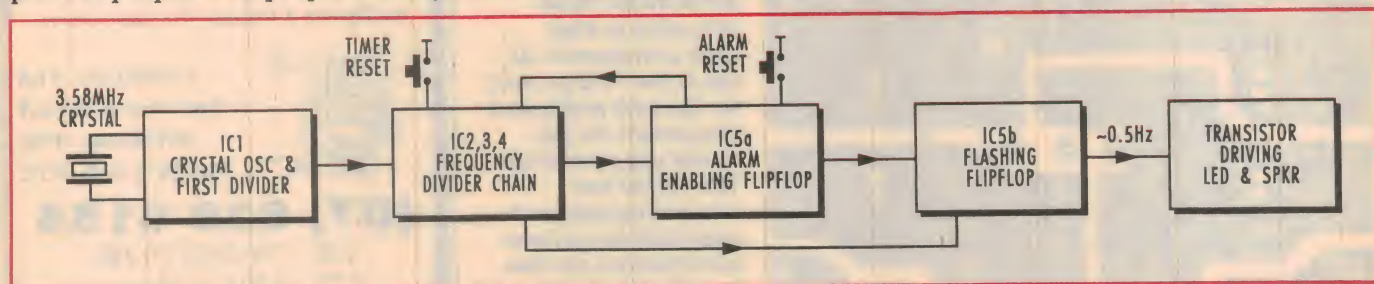 TIMER
RESET
ALARM
RESET
3.58MHz
CRYSTAL
IC1
CRYSTAL OSC &
FIRST DIVIDER
IC2,3,4
FREQUENCY
DIVIDER CHAIN
IC5a
ALARM
ENABLING FLIPFLOP
IC5b
FLASHING
FLIPFLOP
~0.5Hz
TRANSISTOR
DRIVING
LED & SPKR